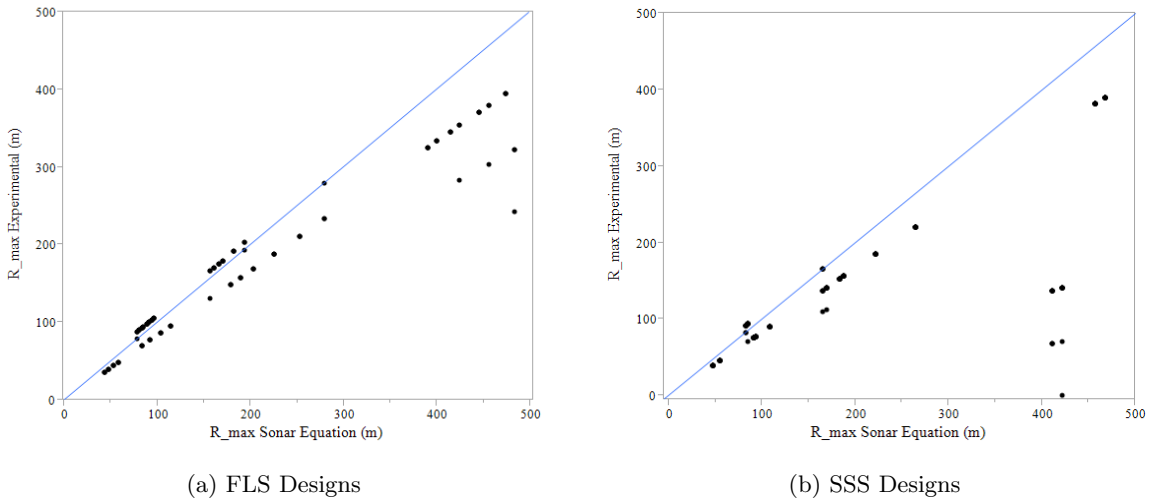 R_max Experimental (m)
500
400
300
200
100
0
0 100 200 300 400 500
R_max Sonar Equation (m)
(a) FLS Designs
R_max Experimental (m)
500
400
300
200
100
0
0 100 200 300 400 500
R_max Sonar Equation (m)
(b) SSS Designs